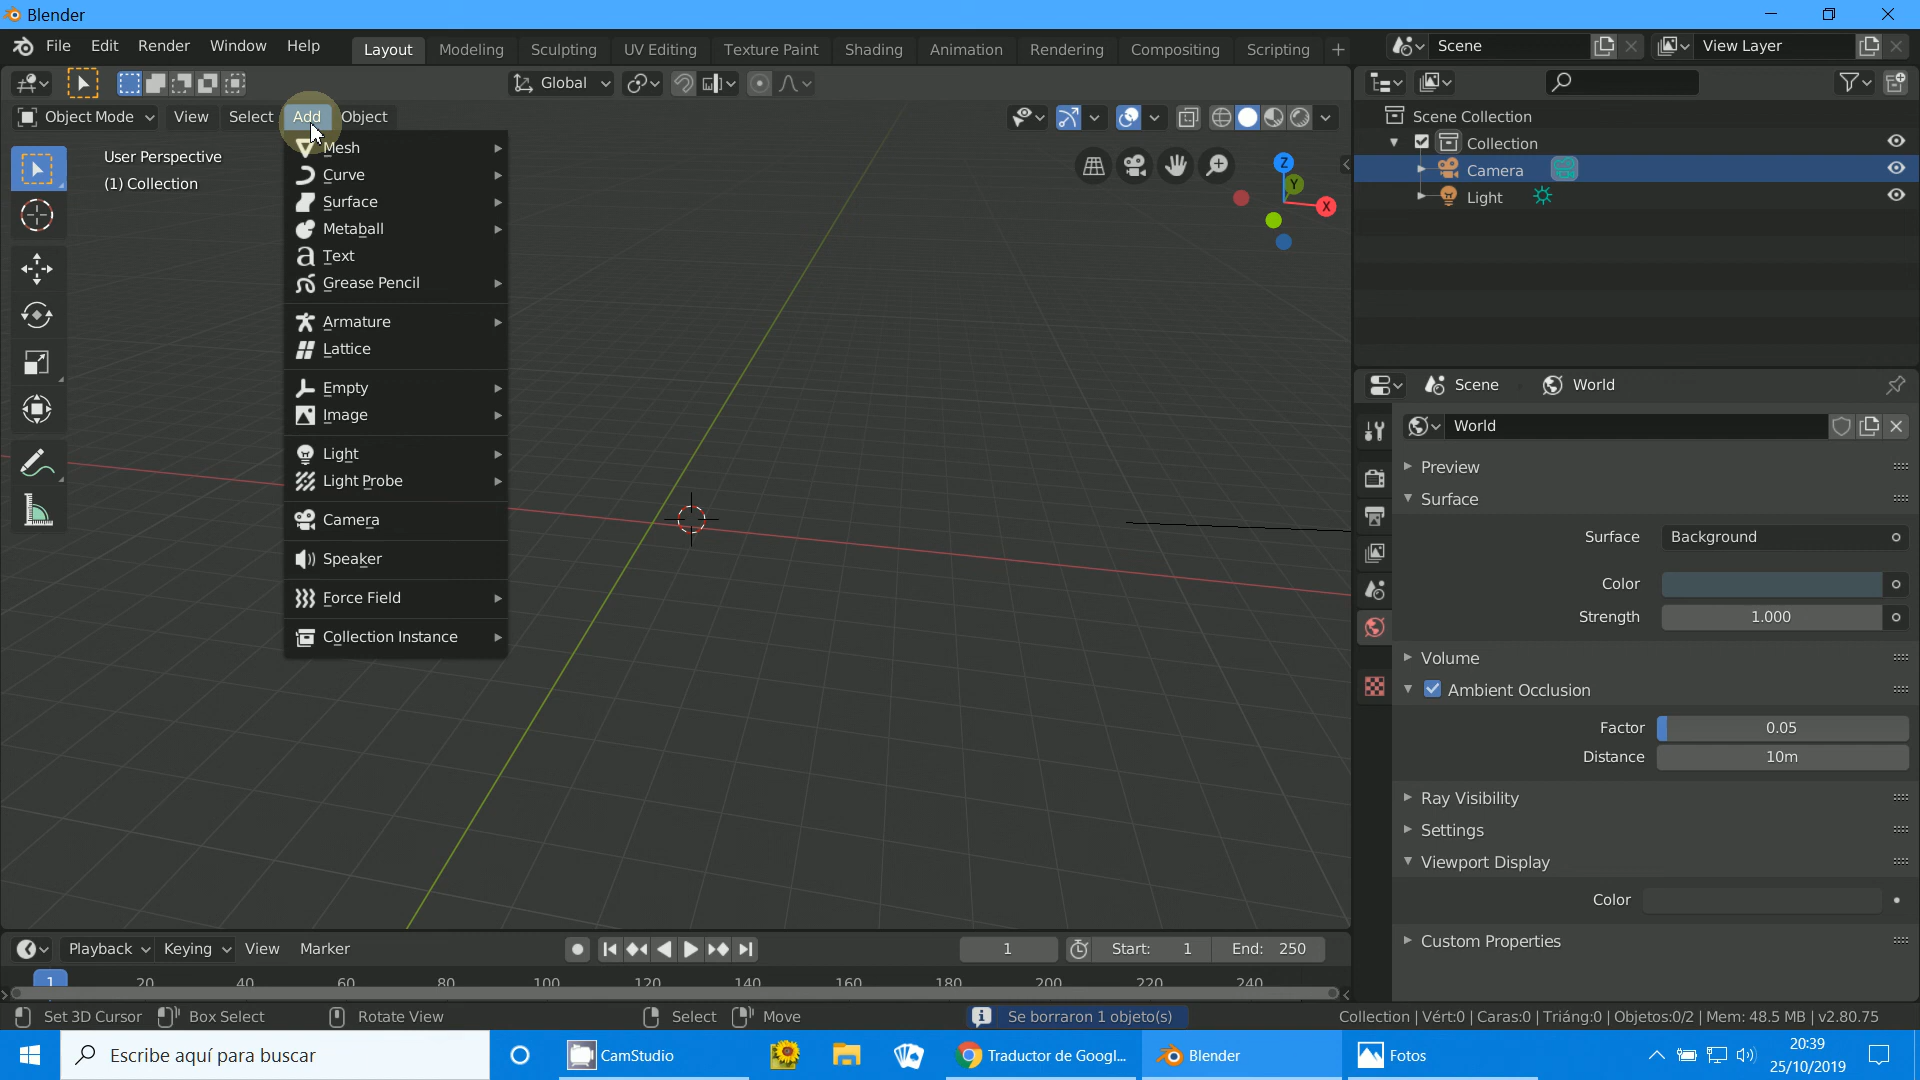 Blender
File Edit Render Window Help Layout Modeling Sculpting UV Editing Texture Paint Shading Animation Rendering Compositing Scripting + Scene View Layer
Global
Object Mode View Select Add Object
User Perspective
(1) Collection
Mesh
Curve
Surface
Metaball
Text
Grease Pencil
Armature
Lattice
Empty
Image
Light
Light Probe
Camera
Speaker
Force Field
Collection Instance
Z
Y
X
Scene Collection
Collection
Camera
Light
Scene World
World
Preview
Surface
Surface Background
Color
Strength 1.000
Volume
Ambient Occlusion
Factor 0.05
Distance 10m
Ray Visibility
Settings
Viewport Display
Color
Custom Properties
Playback Keying View Marker 1 Start: 1 End: 250
1 20 40 60 80 100 120 140 160 180 200 220 240
Set 3D Cursor Box Select Rotate View Select Move Se borraron 1 objeto(s) Collection | Vért:0 | Caras:0 | Triáng:0 | Objetos:0/2 | Mem: 48.5 MB | v2.80.75
Escribe aquí para buscar CamStudio Traductor de Googl... Blender Fotos
20:39
25/10/2019